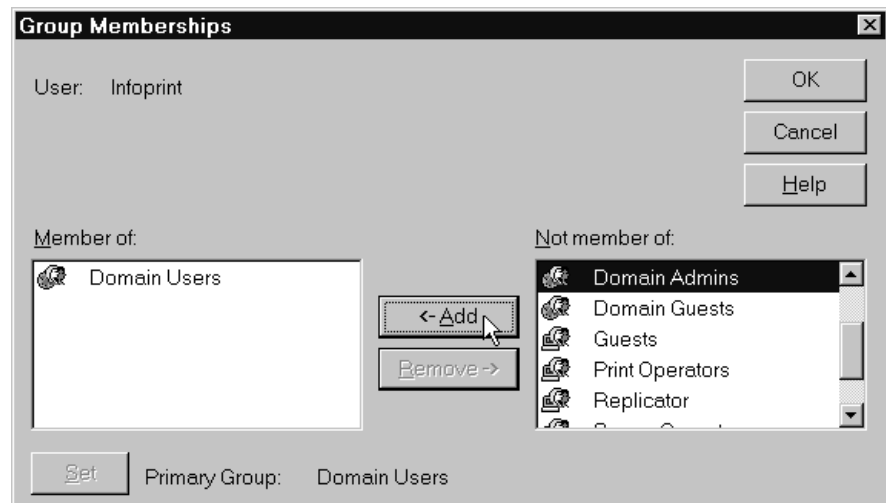 Group Memberships
User: Infoprint
OK
Cancel
Help
Member of:
Domain Users
<- Add
Remove ->
Not member of:
Domain Admins
Domain Guests
Guests
Print Operators
Replicator
Set
Primary Group: Domain Users